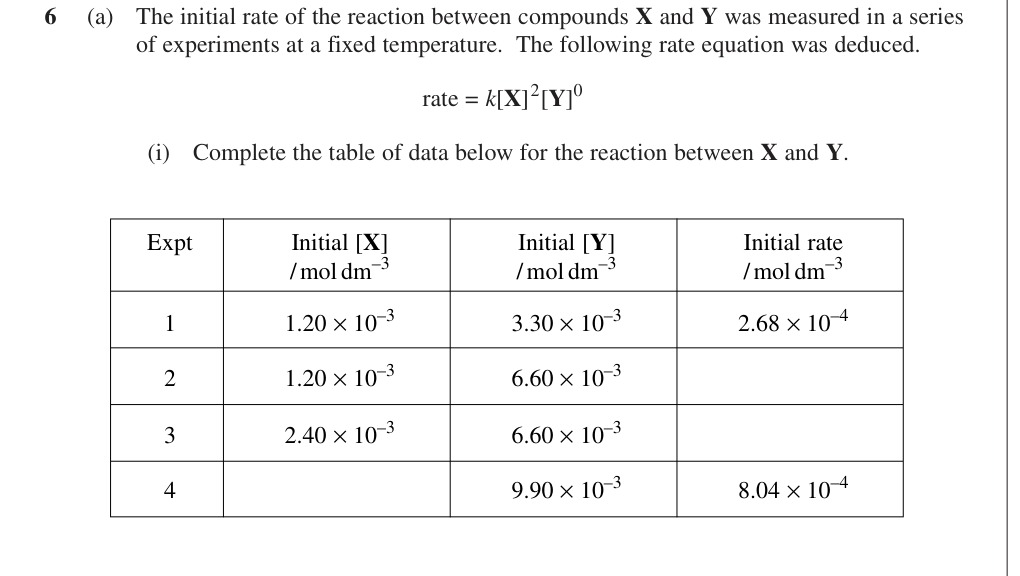 6 (a) The initial rate of the reaction between compounds X and Y was measured in a series
of experiments at a fixed temperature. The following rate equation was deduced.
rate = k[X]²[Y]⁰
(i) Complete the table of data below for the reaction between X and Y.
Expt Initial [X] Initial [Y] Initial rate
/ mol dm⁻³ / mol dm⁻³ / mol dm⁻³
1 1.20 × 10⁻³ 3.30 × 10⁻³ 2.68 × 10⁻⁴
2 1.20 × 10⁻³ 6.60 × 10⁻³
3 2.40 × 10⁻³ 6.60 × 10⁻³
4 9.90 × 10⁻³ 8.04 × 10⁻⁴